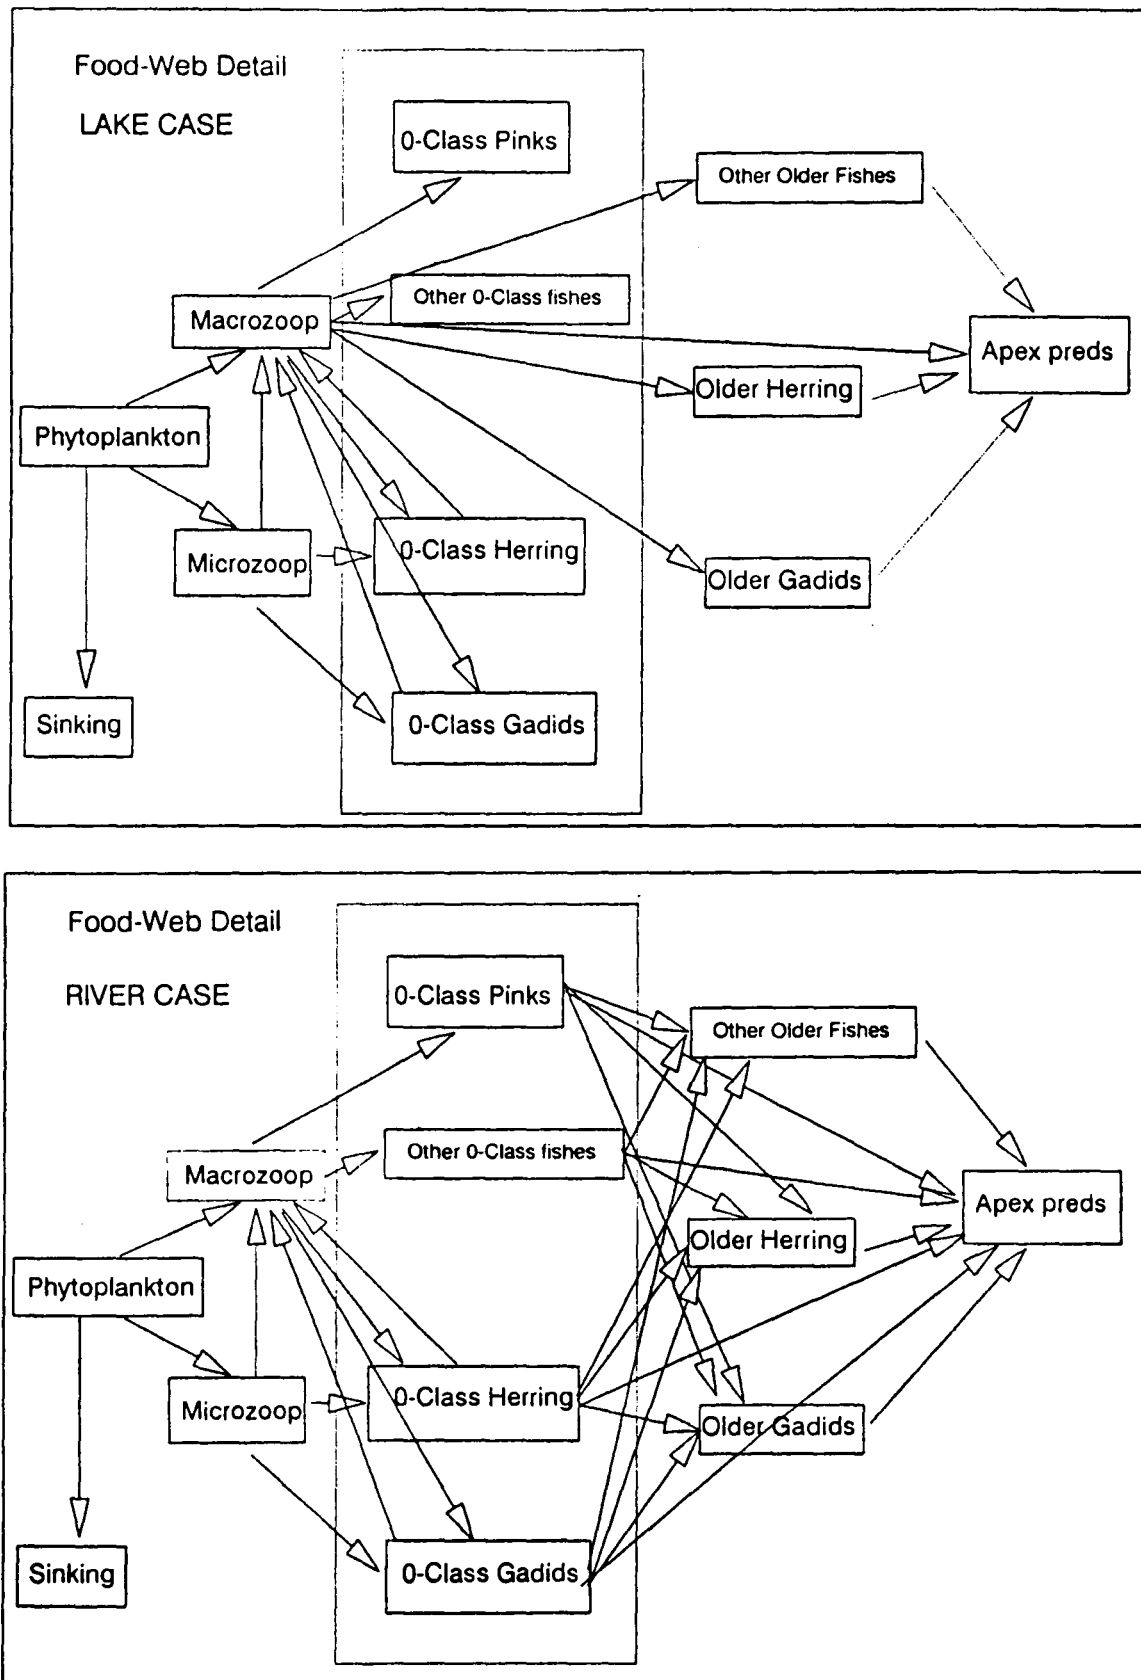 Food-Web Detail
LAKE CASE
0-Class Pinks
Other Older Fishes
Other 0-Class fishes
Macrozoop
Apex preds
Older Herring
Phytoplankton
0-Class Herring
Microzoop
Older Gadids
Sinking
0-Class Gadids
Food-Web Detail
RIVER CASE
0-Class Pinks
Other Older Fishes
Other 0-Class fishes
Macrozoop
Apex preds
Older Herring
Phytoplankton
0-Class Herring
Microzoop
Older Gadids
Sinking
0-Class Gadids